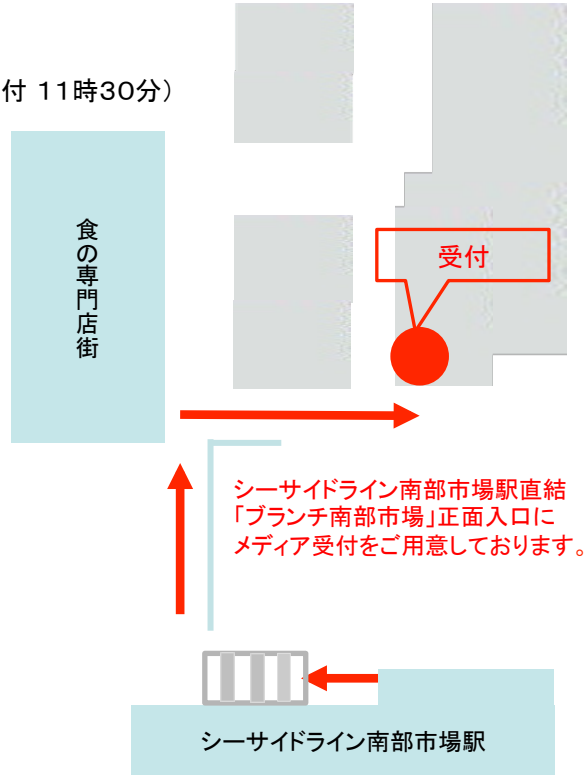 付 11時30分）
食の専門店街
受付
シーサイドライン南部市場駅直結
「ブランチ南部市場」正面入口に
メディア受付をご用意しております。
シーサイドライン南部市場駅